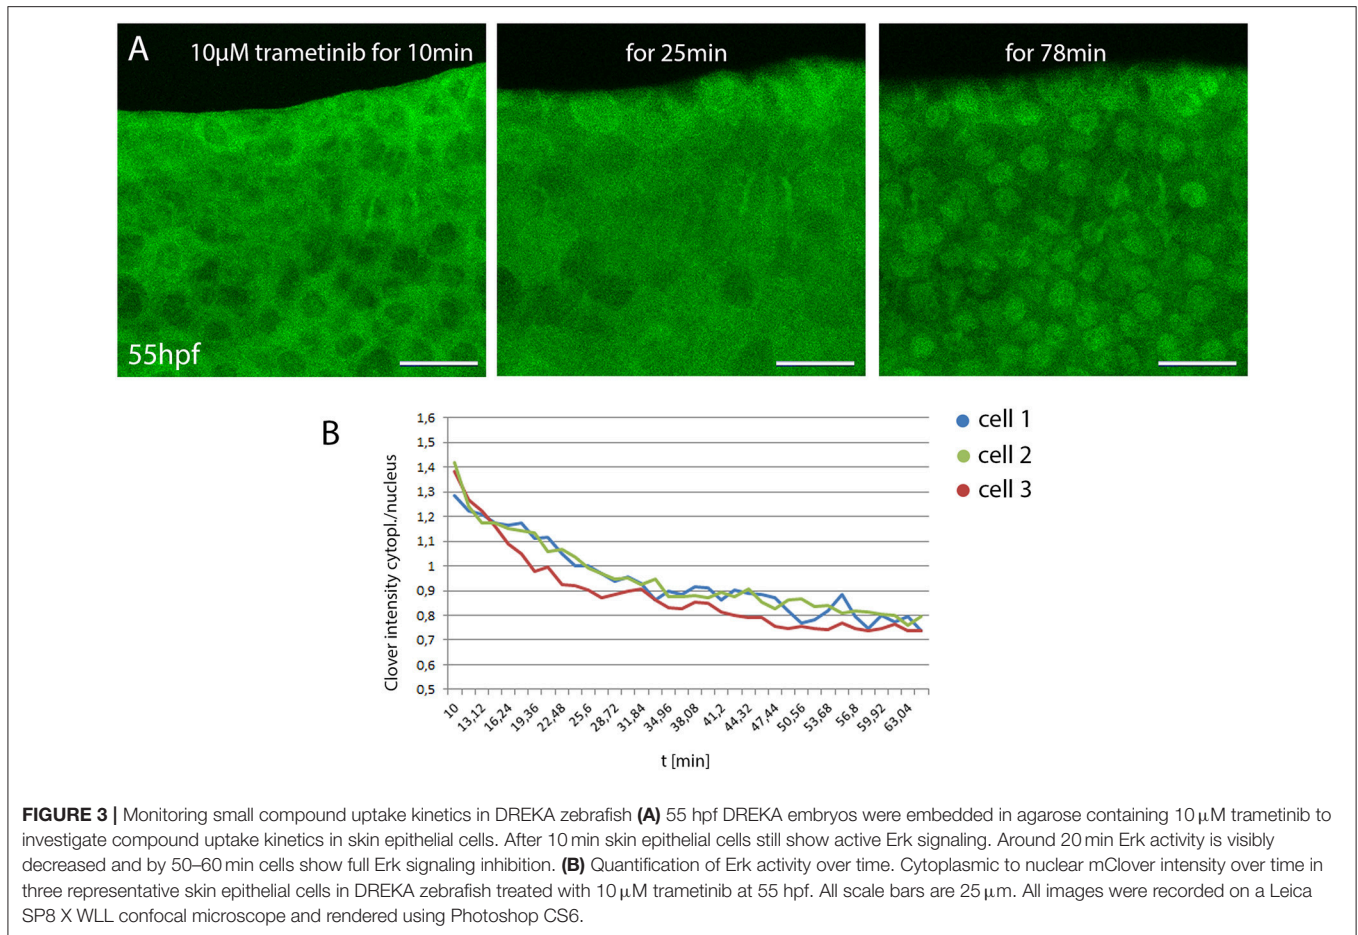 A
10µM trametinib for 10min
for 25min
for 78min
55hpf
B
Clover intensity cytopl./nucleus
1,6
1,5
1,4
1,3
1,2
1,1
1
0,9
0,8
0,7
0,6
0,5
10
13,12
16,24
19,36
22,48
25,6
28,72
31,84
34,96
38,08
41,2
44,32
47,44
50,56
53,68
56,8
59,92
63,04
t [min]
cell 1
cell 2
cell 3
FIGURE 3 | Monitoring small compound uptake kinetics in DREKA zebrafish (A) 55 hpf DREKA embryos were embedded in agarose containing 10 µM trametinib to
investigate compound uptake kinetics in skin epithelial cells. After 10 min skin epithelial cells still show active Erk signaling. Around 20 min Erk activity is visibly
decreased and by 50–60 min cells show full Erk signaling inhibition. (B) Quantification of Erk activity over time. Cytoplasmic to nuclear mClover intensity over time in
three representative skin epithelial cells in DREKA zebrafish treated with 10 µM trametinib at 55 hpf. All scale bars are 25 µm. All images were recorded on a Leica
SP8 X WLL confocal microscope and rendered using Photoshop CS6.